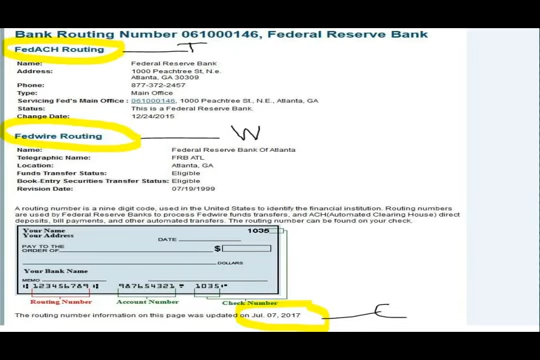 Bank Routing Number 061000146, Federal Reserve Bank
FedACH Routing T
Name: Federal Reserve Bank
Address: 1000 Peachtree St, N.e.
Atlanta, GA 30309
Phone: 877-372-2457
Type: Main Office
Servicing Fed's Main Office : 061000146, 1000 Peachtree St., N.E., Atlanta, GA
Status: This is a Federal Reserve Bank
Change Date: 12/24/2015
Fedwire Routing W
Name: Federal Reserve Bank Of Atlanta
Telegraphic Name: FRB ATL
Location: Atlanta, GA
Funds Transfer Status: Eligible
Book-Entry Securities Transfer Status: Eligible
Revision Date: 07/19/1999
A routing number is a nine digit code, used in the United States to identify the financial institution. Routing numbers
are used by Federal Reserve Banks to process Fedwire funds transfers, and ACH(Automated Clearing House) direct
deposits, bill payments, and other automated transfers. The routing number can be found on your check.
Your Name 1035
Your Address
DATE
PAY TO THE
ORDER OF $
DOLLARS
Your Bank Name
MEMO
123456789 987654321 1035
Routing Number Account Number Check Number
The routing number information on this page was updated on Jul. 07, 2017